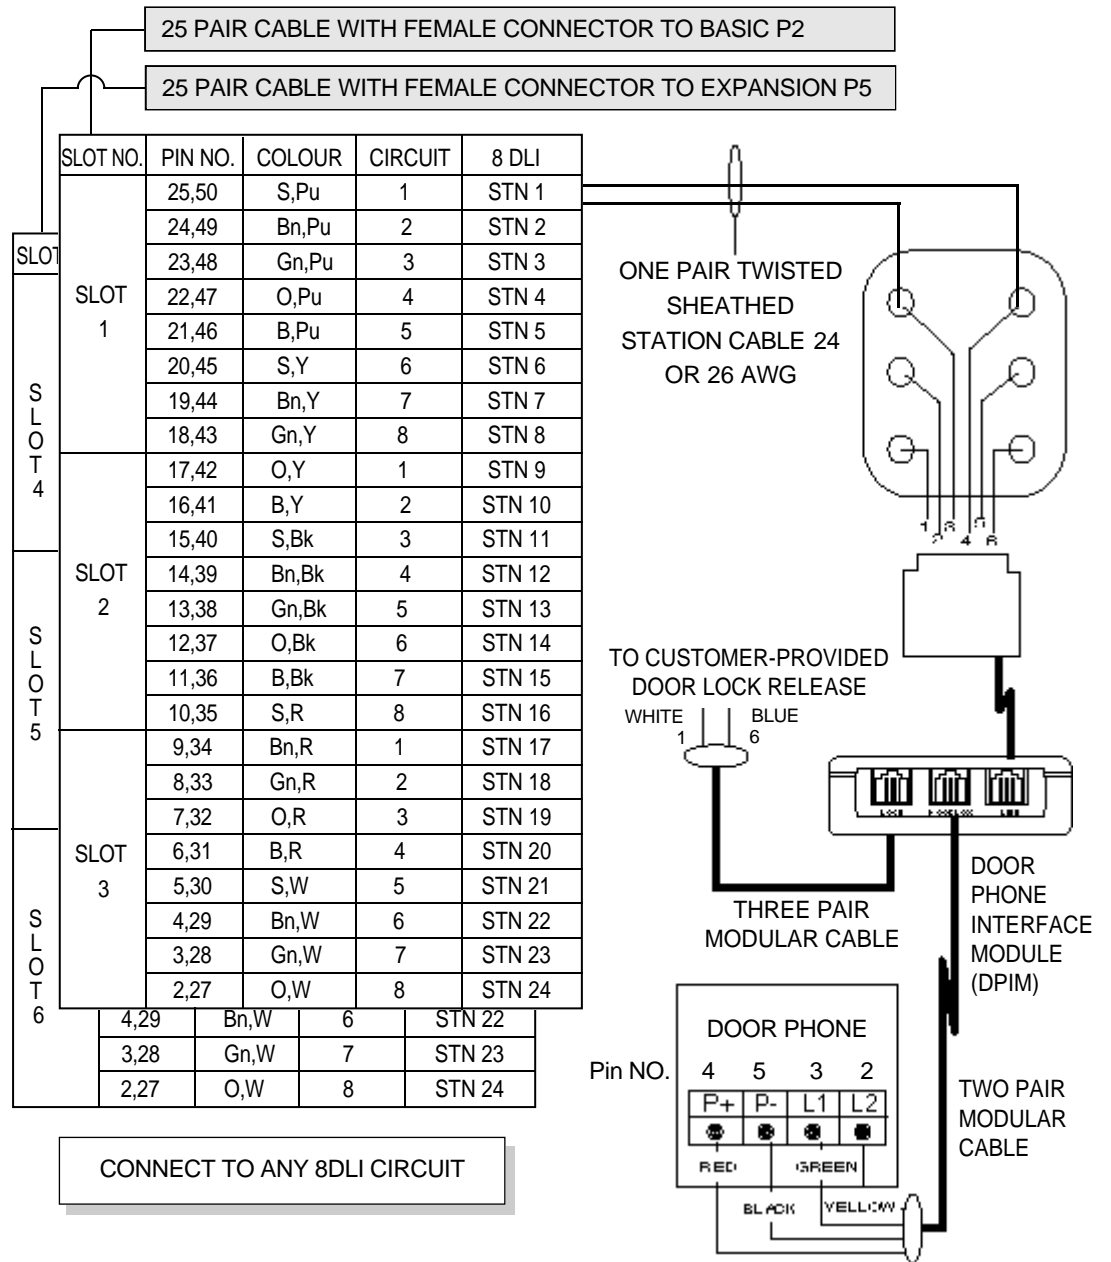 25 PAIR CABLE WITH FEMALE CONNECTOR TO BASIC P2
25 PAIR CABLE WITH FEMALE CONNECTOR TO EXPANSION P5
SLOT NO. PIN NO. COLOUR CIRCUIT 8 DLI
SLOT 1
25,50 S,Pu 1 STN 1
24,49 Bn,Pu 2 STN 2
23,48 Gn,Pu 3 STN 3
22,47 O,Pu 4 STN 4
21,46 B,Pu 5 STN 5
20,45 S,Y 6 STN 6
19,44 Bn,Y 7 STN 7
18,43 Gn,Y 8 STN 8
SLOT 2
17,42 O,Y 1 STN 9
16,41 B,Y 2 STN 10
15,40 S,Bk 3 STN 11
14,39 Bn,Bk 4 STN 12
13,38 Gn,Bk 5 STN 13
12,37 O,Bk 6 STN 14
11,36 B,Bk 7 STN 15
10,35 S,R 8 STN 16
SLOT 3
9,34 Bn,R 1 STN 17
8,33 Gn,R 2 STN 18
7,32 O,R 3 STN 19
6,31 B,R 4 STN 20
5,30 S,W 5 STN 21
4,29 Bn,W 6 STN 22
3,28 Gn,W 7 STN 23
2,27 O,W 8 STN 24
SLOT
SLOT 4
SLOT 5
SLOT 6
4,29 Bn,W 6 STN 22
3,28 Gn,W 7 STN 23
2,27 O,W 8 STN 24
CONNECT TO ANY 8DLI CIRCUIT
ONE PAIR TWISTED
SHEATHED
STATION CABLE 24
OR 26 AWG
1 2 3 4 5 6
TO CUSTOMER-PROVIDED
DOOR LOCK RELEASE
WHITE BLUE
1 6
LINE
THREE PAIR
MODULAR CABLE
DOOR
PHONE
INTERFACE
MODULE
(DPIM)
DOOR PHONE
Pin NO. 4 5 3 2
P+ P- L1 L2
RED GREEN
BLACK YELLOW
TWO PAIR
MODULAR
CABLE